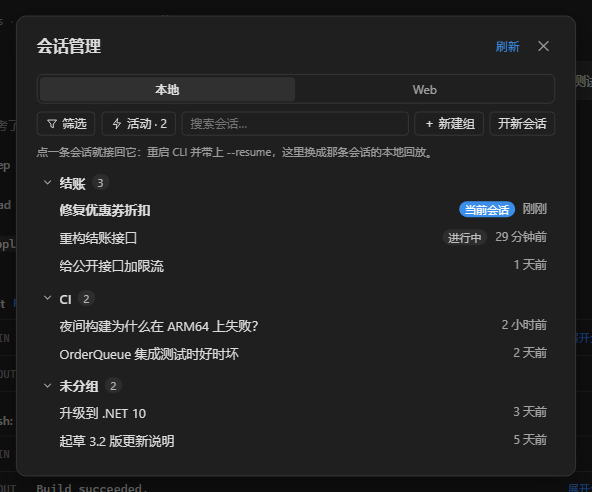 会话管理
刷新
本地
Web
筛选
活动 · 2
搜索会话...
+ 新建组
开新会话
点一条会话就接回它：重启 CLI 并带上 --resume，这里换成那条会话的本地回放。
结账 3
修复优惠券折扣 当前会话 刚刚
重构结账接口 进行中 29 分钟前
给公开接口加限流 1 天前
CI 2
夜间构建为什么在 ARM64 上失败？ 2 小时前
OrderQueue 集成测试时好时坏 2 天前
未分组 2
升级到 .NET 10 3 天前
起草 3.2 版更新说明 5 天前
Build succeeded.